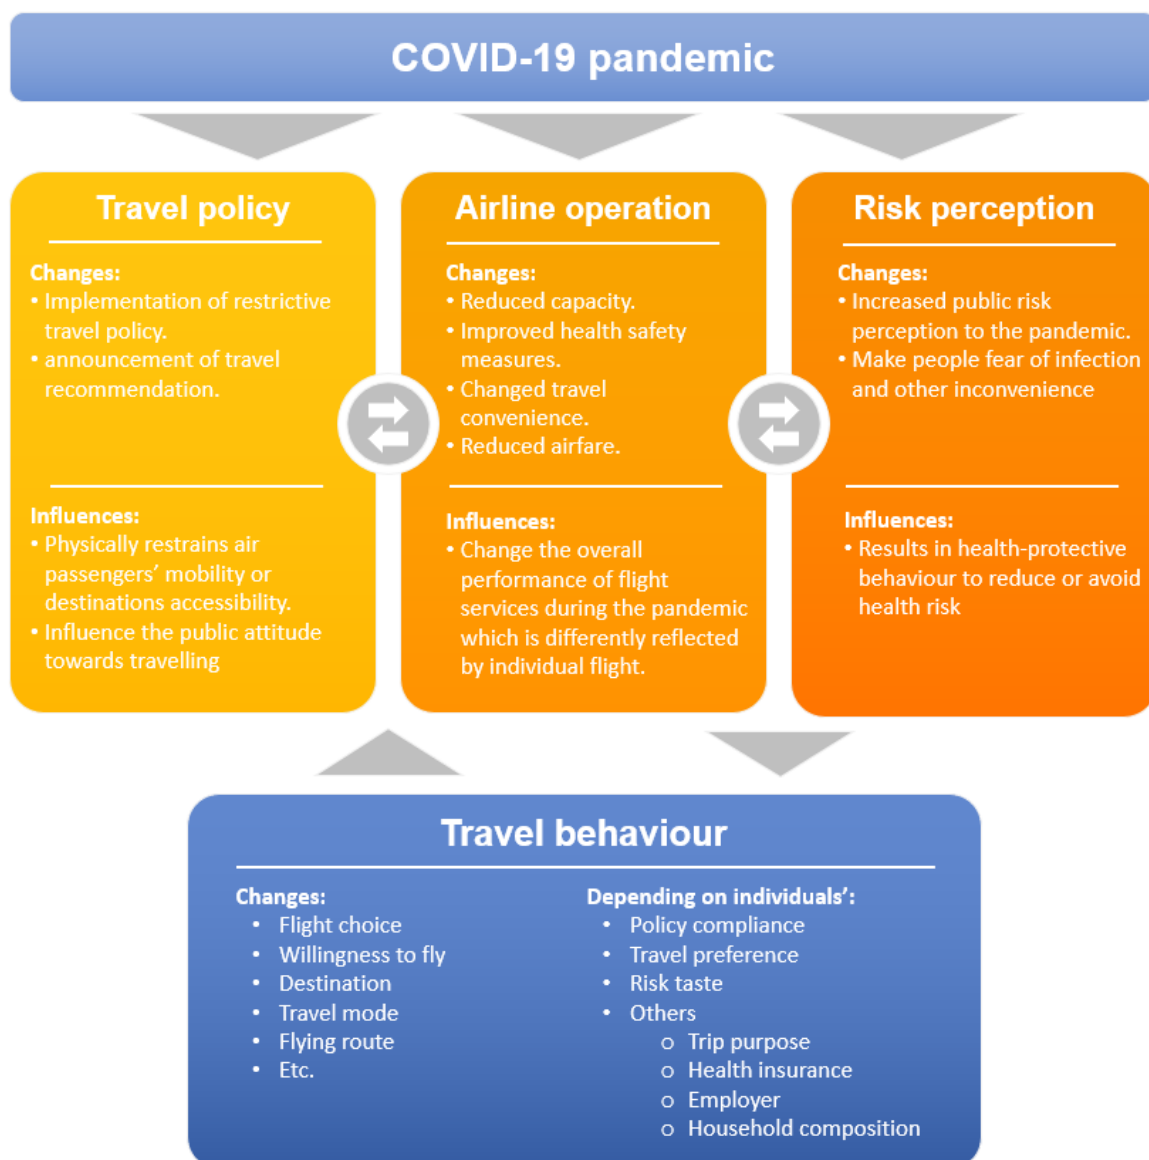 COVID-19 pandemic
Travel policy
Changes:
• Implementation of restrictive
travel policy.
• announcement of travel
recommendation.
Influences:
• Physically restrains air
passengers' mobility or
destinations accessibility.
• Influence the public attitude
towards travelling
Airline operation
Changes:
• Reduced capacity.
• Improved health safety
measures.
• Changed travel
convenience.
• Reduced airfare.
Influences:
• Change the overall
performance of flight
services during the pandemic
which is differently reflected
by individual flight.
Risk perception
Changes:
• Increased public risk
perception to the pandemic.
• Make people fear of infection
and other inconvenience
Influences:
• Results in health-protective
behaviour to reduce or avoid
health risk
Travel behaviour
Changes:
• Flight choice
• Willingness to fly
• Destination
• Travel mode
• Flying route
• Etc.
Depending on individuals':
• Policy compliance
• Travel preference
• Risk taste
• Others
o Trip purpose
o Health insurance
o Employer
o Household composition